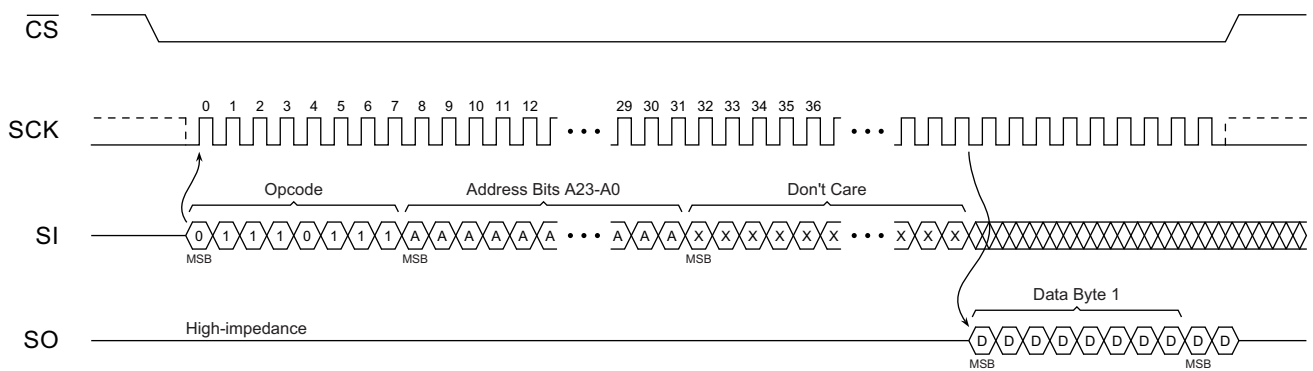 CS
0 1 2 3 4 5 6 7 8 9 10 11 12 29 30 31 32 33 34 35 36
SCK
Opcode Address Bits A23-A0 Don't Care
SI 0 1 1 1 0 1 1 1 A A A A A A A A A X X X X X X X X X
MSB MSB MSB
Data Byte 1
High-impedance
SO D D D D D D D D D D
MSB MSB